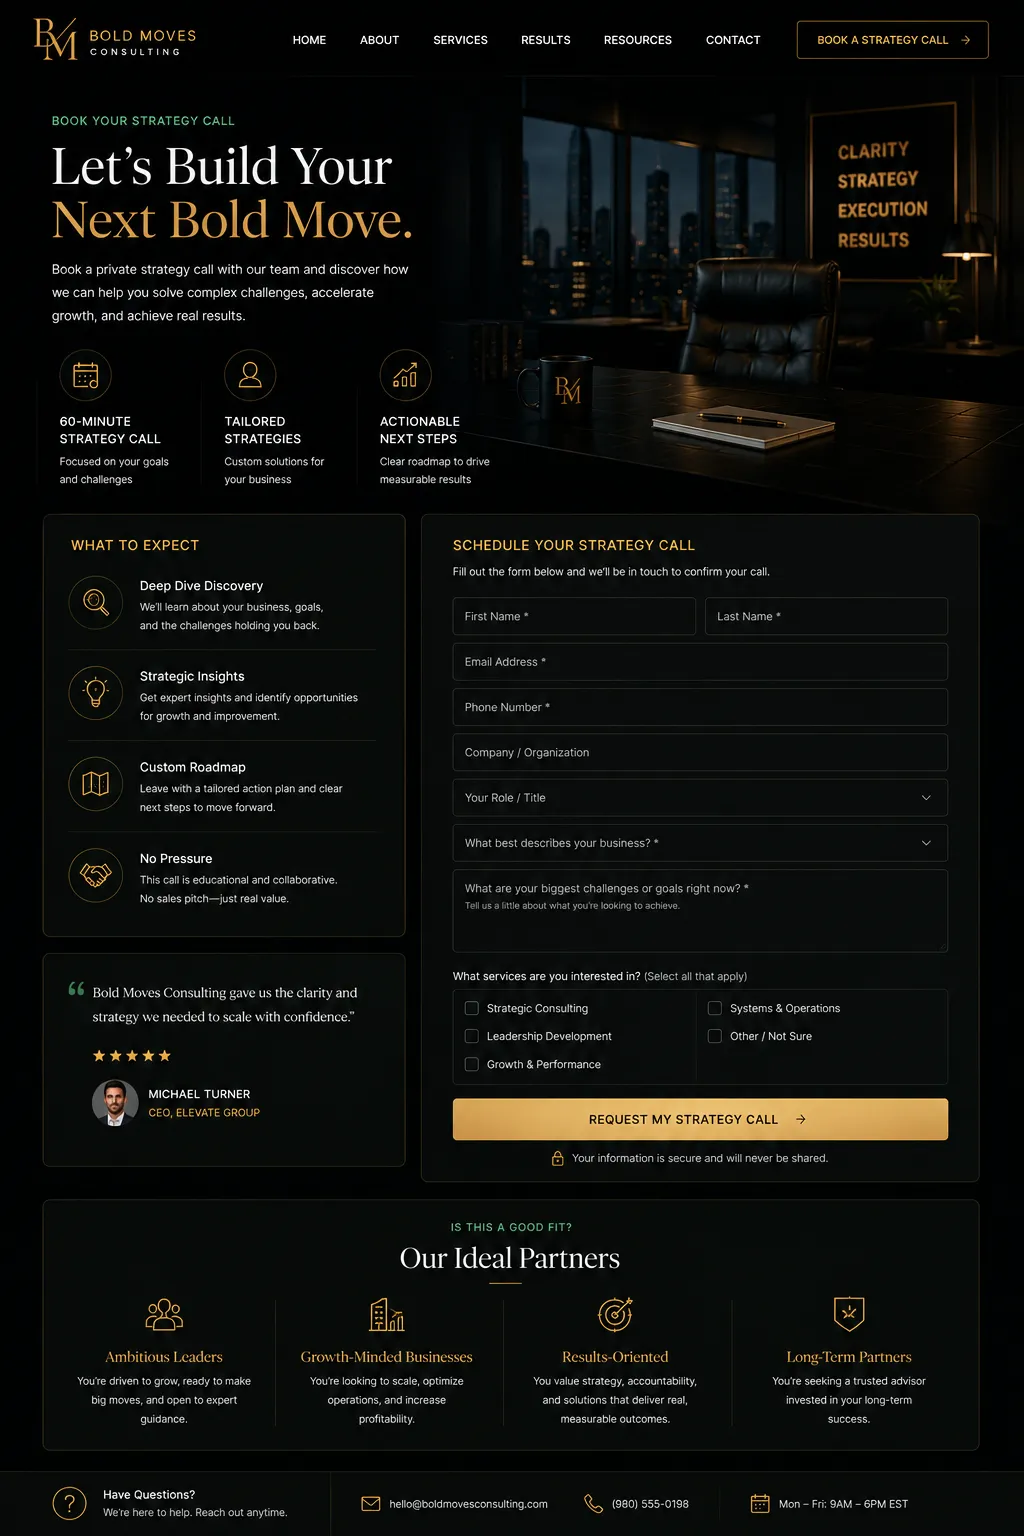 BM
BOLD MOVES
CONSULTING
HOME
ABOUT
SERVICES
RESULTS
RESOURCES
CONTACT
BOOK A STRATEGY CALL →
BOOK YOUR STRATEGY CALL
Let’s Build Your
Next Bold Move.
Book a private strategy call with our team and discover how
we can help you solve complex challenges, accelerate
growth, and achieve real results.
CLARITY
STRATEGY
EXECUTION
RESULTS
BM
60-MINUTE
STRATEGY CALL
Focused on your goals
and challenges
TAILORED
STRATEGIES
Custom solutions for
your business
ACTIONABLE
NEXT STEPS
Clear roadmap to drive
measurable results
WHAT TO EXPECT
Deep Dive Discovery
We’ll learn about your business, goals,
and the challenges holding you back.
Strategic Insights
Get expert insights and identify opportunities
for growth and improvement.
Custom Roadmap
Leave with a tailored action plan and clear
next steps to move forward.
No Pressure
This call is educational and collaborative.
No sales pitch—just real value.
“ Bold Moves Consulting gave us the clarity and
strategy we needed to scale with confidence.”
★★★★★
MICHAEL TURNER
CEO, ELEVATE GROUP
SCHEDULE YOUR STRATEGY CALL
Fill out the form below and we’ll be in touch to confirm your call.
First Name *
Last Name *
Email Address *
Phone Number *
Company / Organization
Your Role / Title
What best describes your business? *
What are your biggest challenges or goals right now? *
Tell us a little about what you’re looking to achieve.
What services are you interested in? (Select all that apply)
Strategic Consulting
Leadership Development
Growth & Performance
Systems & Operations
Other / Not Sure
REQUEST MY STRATEGY CALL →
Your information is secure and will never be shared.
IS THIS A GOOD FIT?
Our Ideal Partners
Ambitious Leaders
You’re driven to grow, ready to make
big moves, and open to expert
guidance.
Growth-Minded Businesses
You’re looking to scale, optimize
operations, and increase
profitability.
Results-Oriented
You value strategy, accountability,
and solutions that deliver real,
measurable outcomes.
Long-Term Partners
You’re seeking a trusted advisor
invested in your long-term
success.
?
Have Questions?
We’re here to help. Reach out anytime.
hello@boldmovesconsulting.com
(980) 555-0198
Mon – Fri: 9AM – 6PM EST